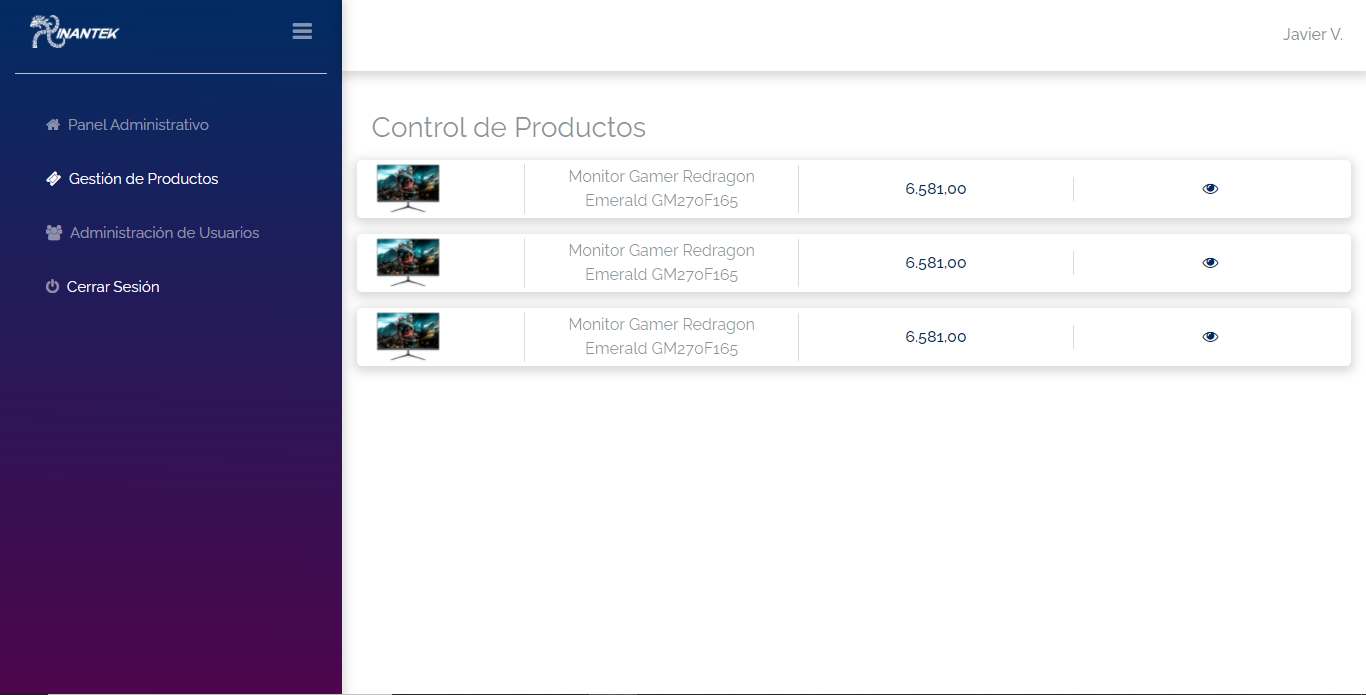 INANTEK
Javier V.
Panel Administrativo
Gestión de Productos
Administración de Usuarios
Cerrar Sesión
Control de Productos
Monitor Gamer Redragon
Emerald GM270F165
6.581,00
Monitor Gamer Redragon
Emerald GM270F165
6.581,00
Monitor Gamer Redragon
Emerald GM270F165
6.581,00